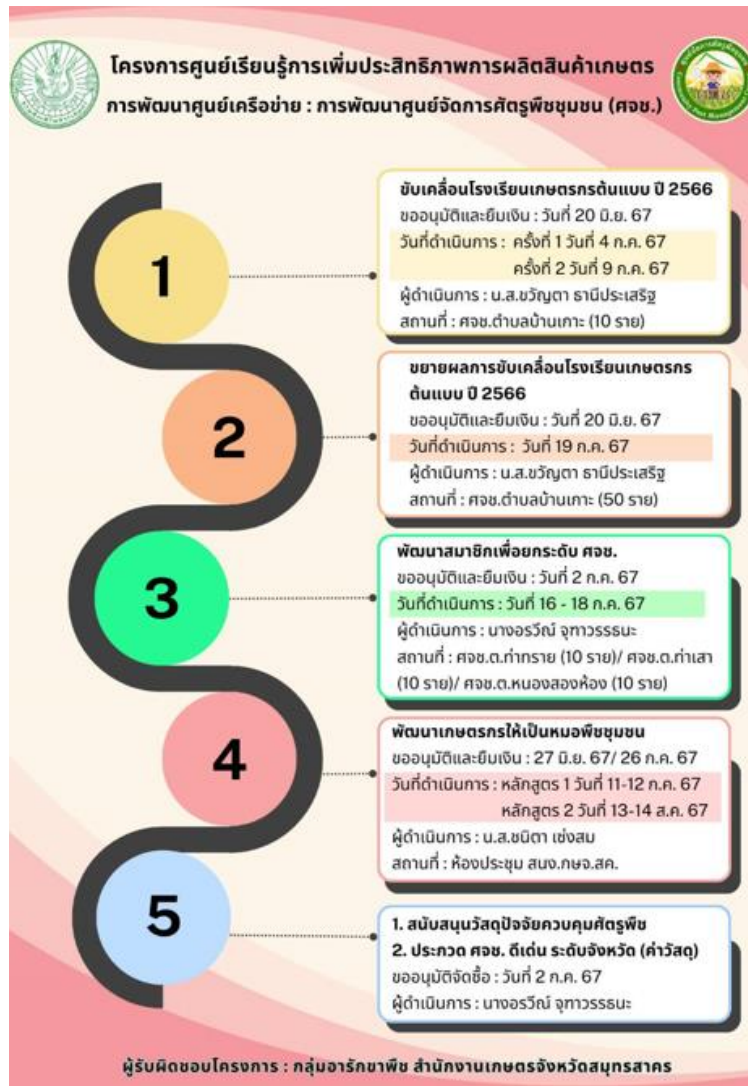 โครงการศูนย์เรียนรู้การเพิ่มประสิทธิภาพการผลิตสินค้าเกษตร
การพัฒนาศูนย์เครือข่าย : การพัฒนาศูนย์จัดการศัตรูพืชชุมชน (ศจช.)
1
ขับเคลื่อนโรงเรียนเกษตรกรต้นแบบ ปี 2566
ขออนุมัติและยืมเงิน : วันที่ 20 มิ.ย. 67
วันที่ดำเนินการ : ครั้งที่ 1 วันที่ 4 ก.ค. 67
ครั้งที่ 2 วันที่ 9 ก.ค. 67
ผู้ดำเนินการ : น.ส.ขวัญตา ธานีประเสริฐ
สถานที่ : ศจช.ตำบลบ้านเกาะ (10 ราย)
2
ขยายผลการขับเคลื่อนโรงเรียนเกษตรกร
ต้นแบบ ปี 2566
ขออนุมัติและยืมเงิน : วันที่ 20 มิ.ย. 67
วันที่ดำเนินการ : วันที่ 19 ก.ค. 67
ผู้ดำเนินการ : น.ส.ขวัญตา ธานีประเสริฐ
สถานที่ : ศจช.ตำบลบ้านเกาะ (50 ราย)
3
พัฒนาสมาชิกเพื่อยกระดับ ศจช.
ขออนุมัติและยืมเงิน : วันที่ 2 ก.ค. 67
วันที่ดำเนินการ : วันที่ 16 - 18 ก.ค. 67
ผู้ดำเนินการ : นางอรวีณ์ จุฑาวรรธนะ
สถานที่ : ศจช.ต.ท่าทราย (10 ราย)/ ศจช.ต.ท่าเสา
(10 ราย)/ ศจช.ต.หนองสองห้อง (10 ราย)
4
พัฒนาเกษตรกรให้เป็นหมอพืชชุมชน
ขออนุมัติและยืมเงิน : 27 มิ.ย. 67/ 26 ก.ค. 67
วันที่ดำเนินการ : หลักสูตร 1 วันที่ 11-12 ก.ค. 67
หลักสูตร 2 วันที่ 13-14 ส.ค. 67
ผู้ดำเนินการ : น.ส.ชนิตา เซ่งสม
สถานที่ : ห้องประชุม สนง.กษจ.สค.
5
1. สนับสนุนวัสดุปัจจัยควบคุมศัตรูพืช
2. ประกวด ศจช. ดีเด่น ระดับจังหวัด (ค่าวัสดุ)
ขออนุมัติจัดซื้อ : วันที่ 2 ก.ค. 67
ผู้ดำเนินการ : นางอรวีณ์ จุฑาวรรธนะ
ผู้รับผิดชอบโครงการ : กลุ่มอารักขาพืช สำนักงานเกษตรจังหวัดสมุทรสาคร